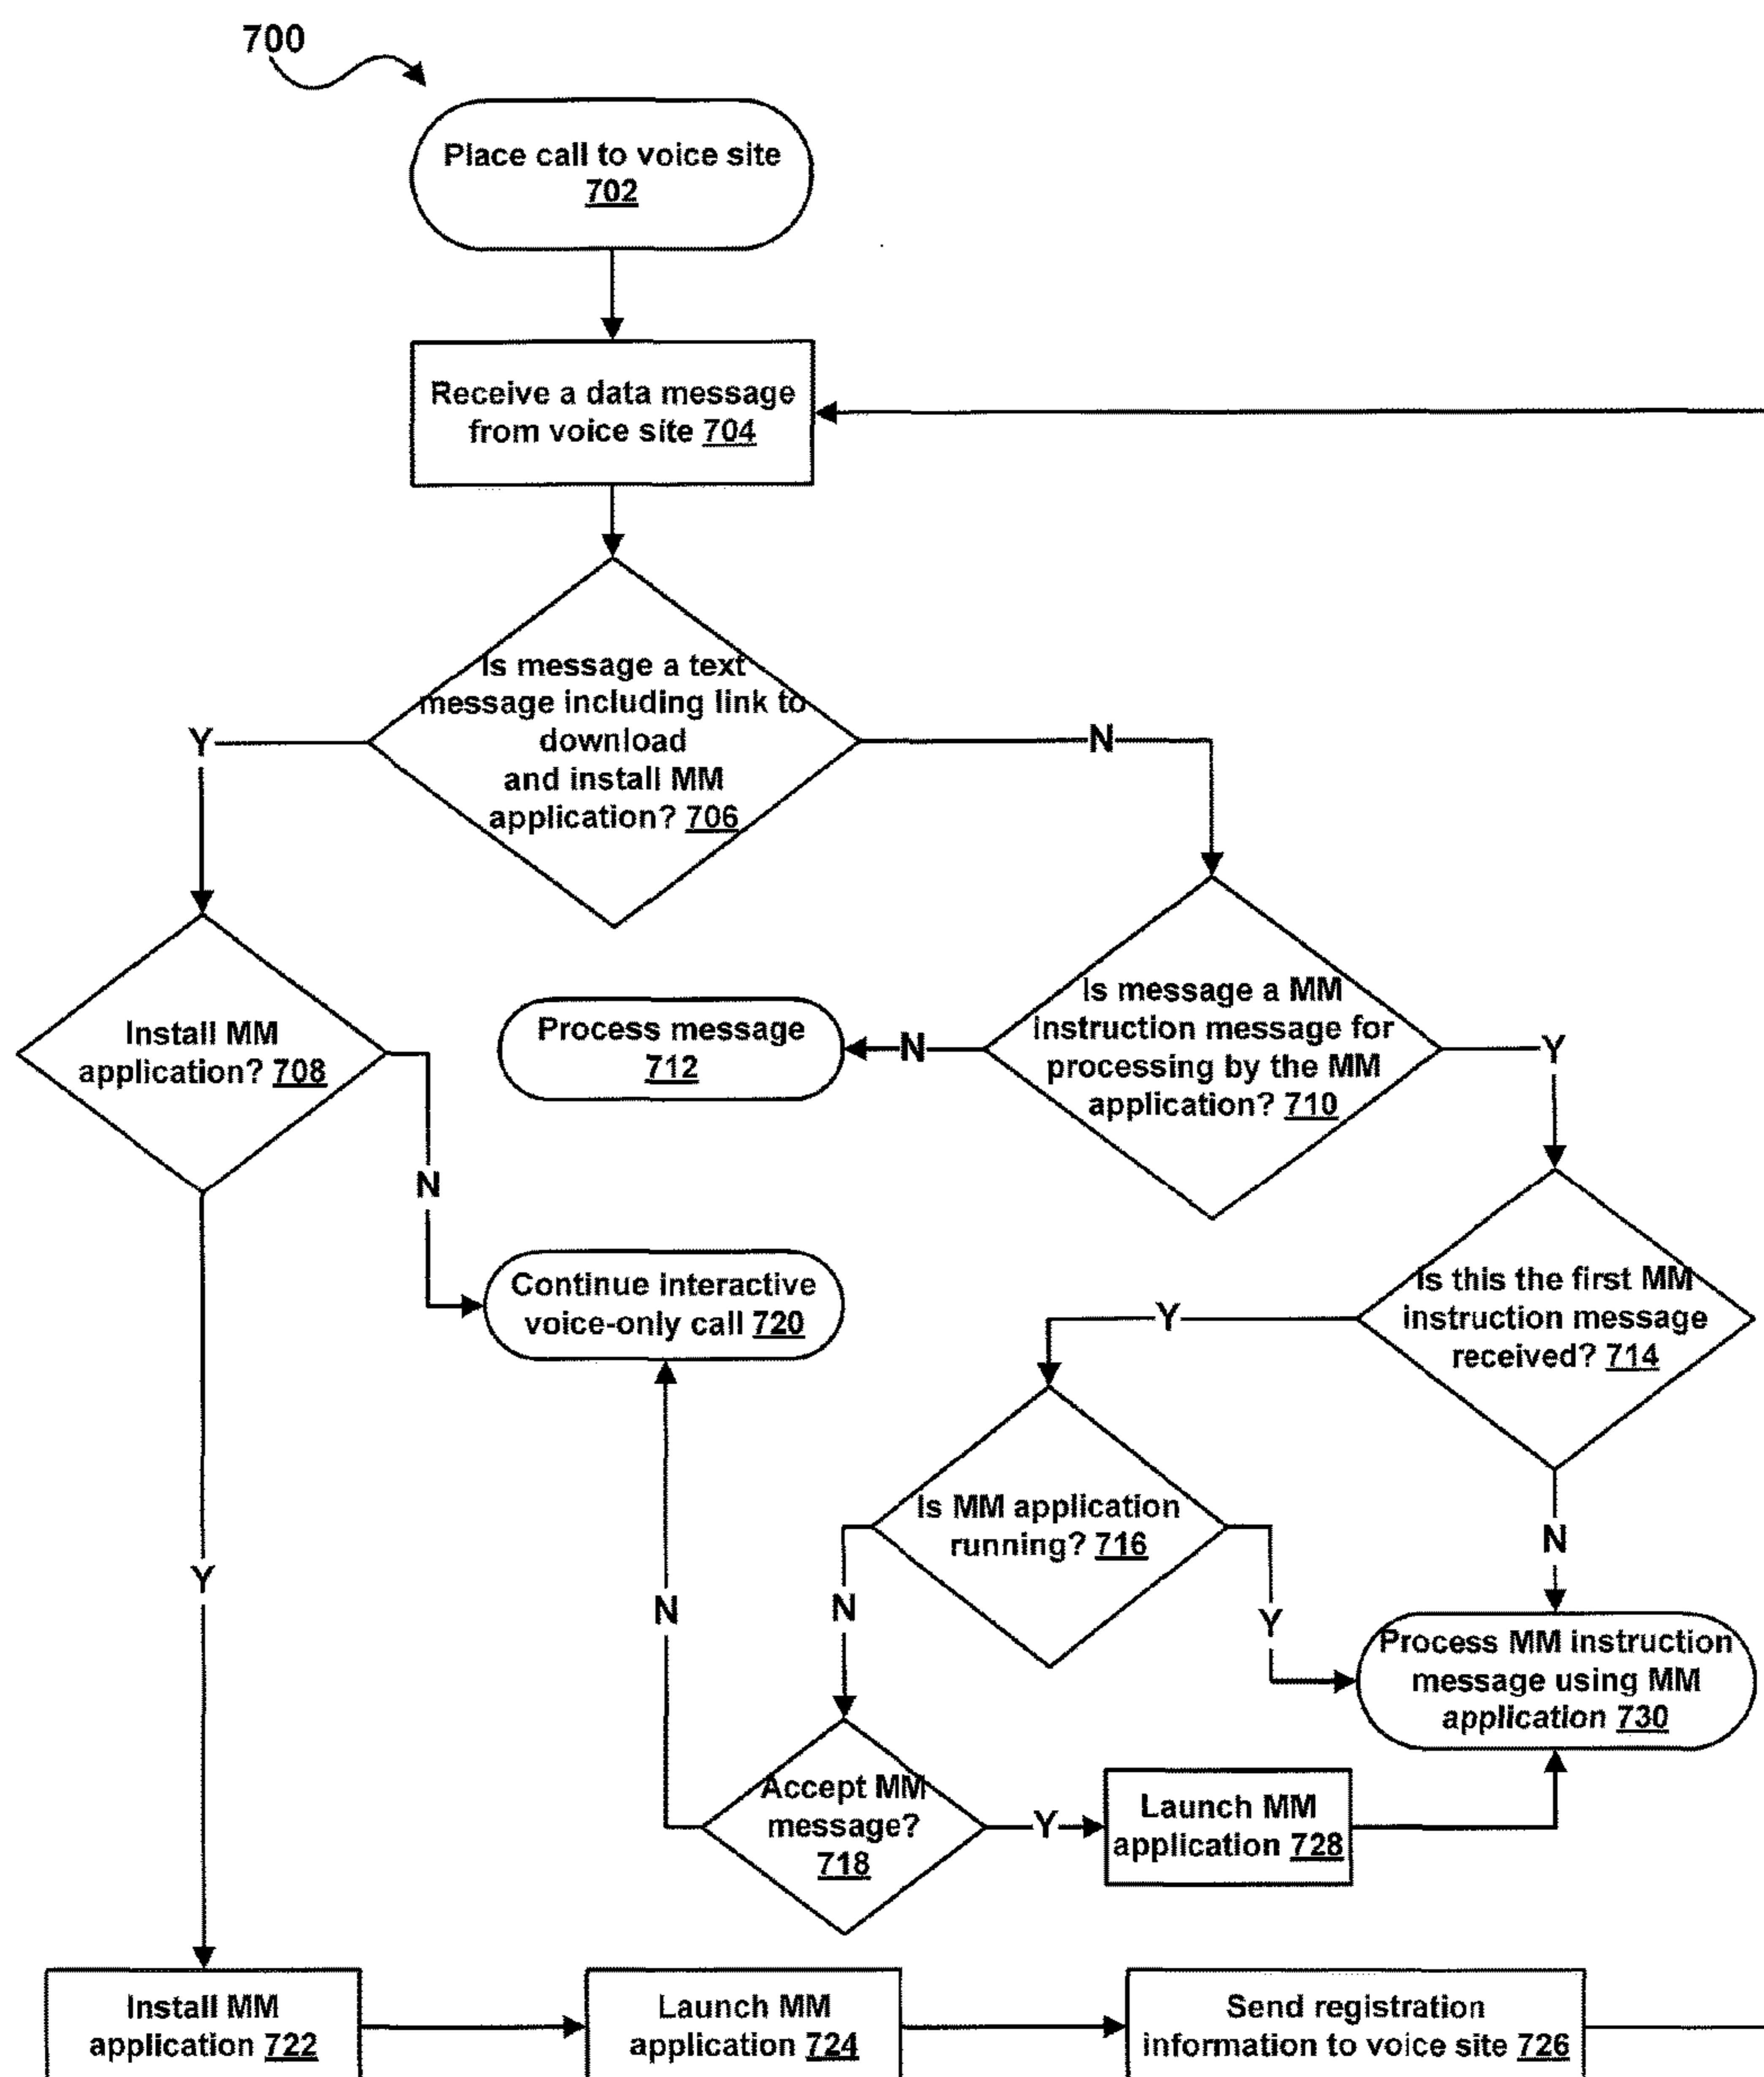 700
Place call to voice site
702
Receive a data message
from voice site 704
Is message a text
message including link to
download
and install MM
application? 706
Y
N
Install MM
application? 708
Process message
712
N
Is message a MM
instruction message for
processing by the MM
application? 710
Y
N
Continue interactive
voice-only call 720
Is this the first MM
instruction message
received? 714
Y
Is MM application
running? 716
N
Y
N
N
Y
Process MM instruction
message using MM
application 730
Accept MM
message?
718
Y
Launch MM
application 728
Install MM
application 722
Launch MM
application 724
Send registration
information to voice site 726